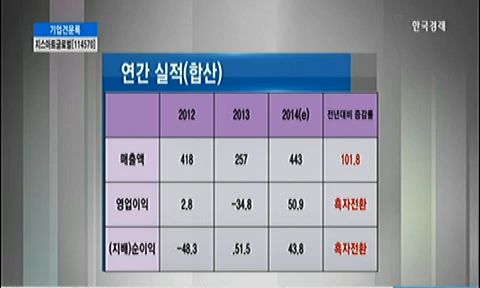 기업견문록
지스마트글로벌[114570]
한국경제
연간 실적(합산)
2012 2013 2014(e) 전년대비 증감률
매출액 418 257 443 101.8
영업이익 2.8 -34.8 50.9 흑자전환
(지배)순이익 -48.3 .51.5 43.8 흑자전환